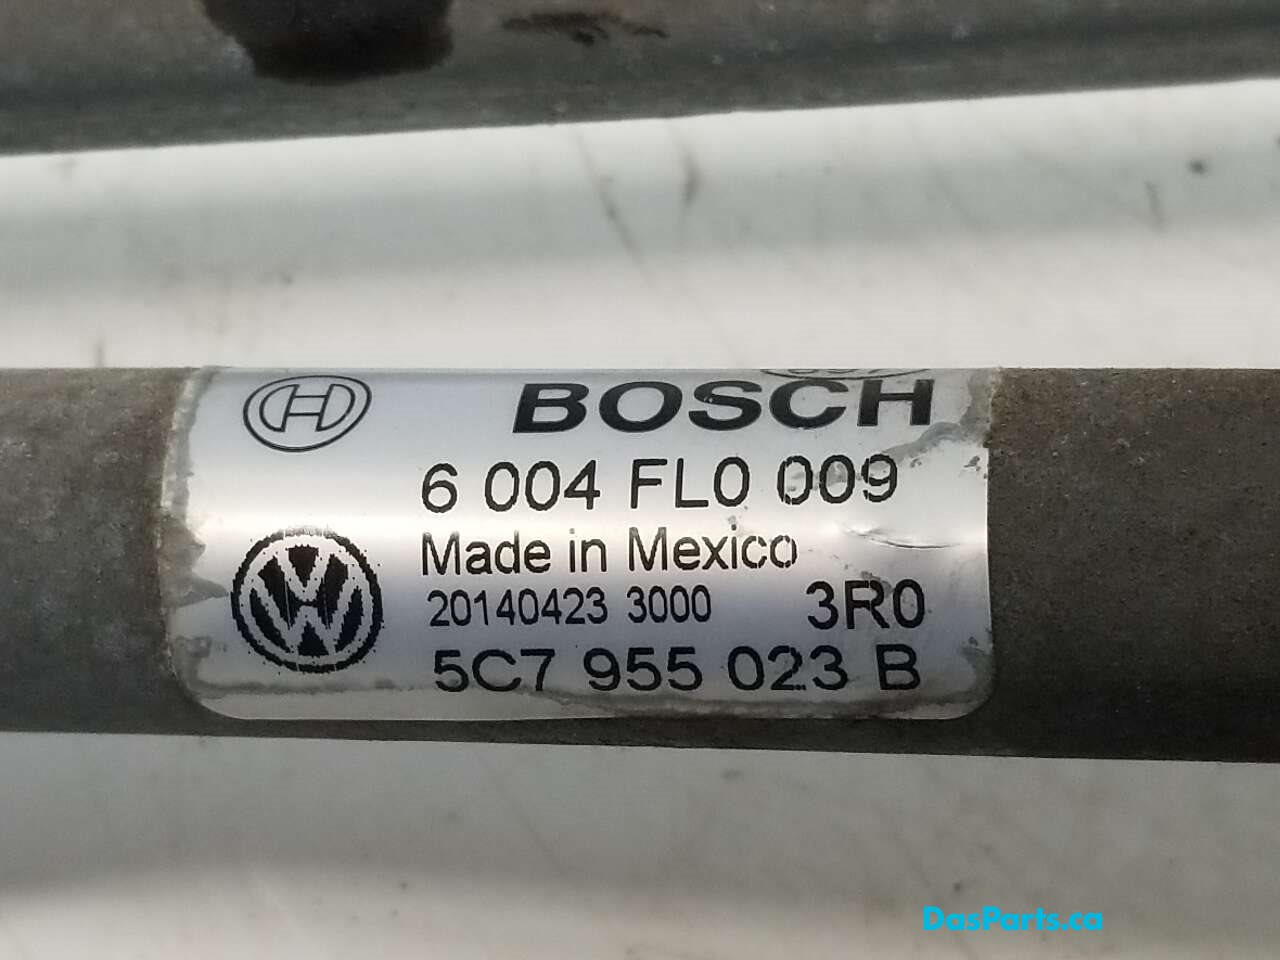 BOSCH
6 004 FL0 009
Made in Mexico
20140423 3000 3R0
5C7 955 023 B
DasParts.ca